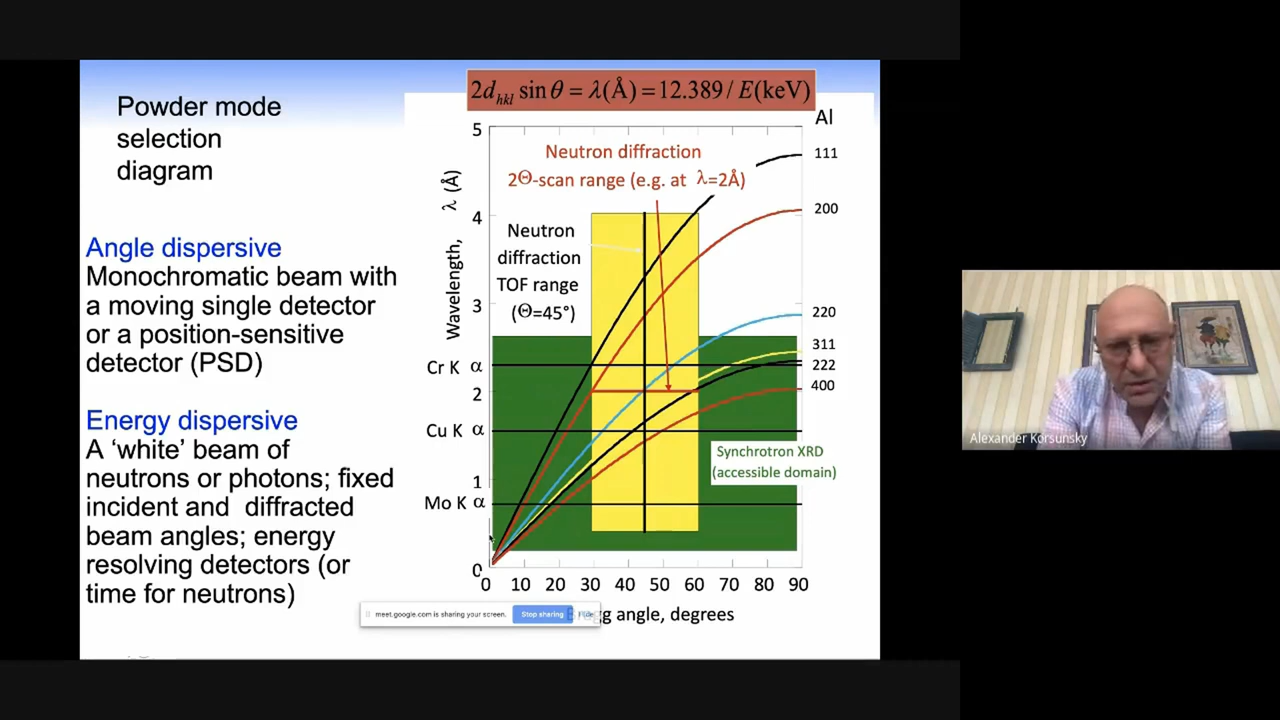 Powder mode
selection
diagram
Angle dispersive
Monochromatic beam with
a moving single detector
or a position-sensitive
detector (PSD)
Energy dispersive
A ‘white’ beam of
neutrons or photons; fixed
incident and diffracted
beam angles; energy
resolving detectors (or
time for neutrons)
2d_hkl sin θ = λ(Å) = 12.389 / E(keV)
Al
Neutron diffraction
2Θ-scan range (e.g. at λ=2Å)
Neutron
diffraction
TOF range
(Θ=45°)
Wavelength, λ (Å)
5
4
3
Cr K α
2
Cu K α
1
Mo K α
0
111
200
220
311
222
400
Synchrotron XRD
(accessible domain)
0 10 20 30 40 50 60 70 80 90
gg angle, degrees
meet.google.com is sharing your screen. Stop sharing Hide
Alexander Korsunsky